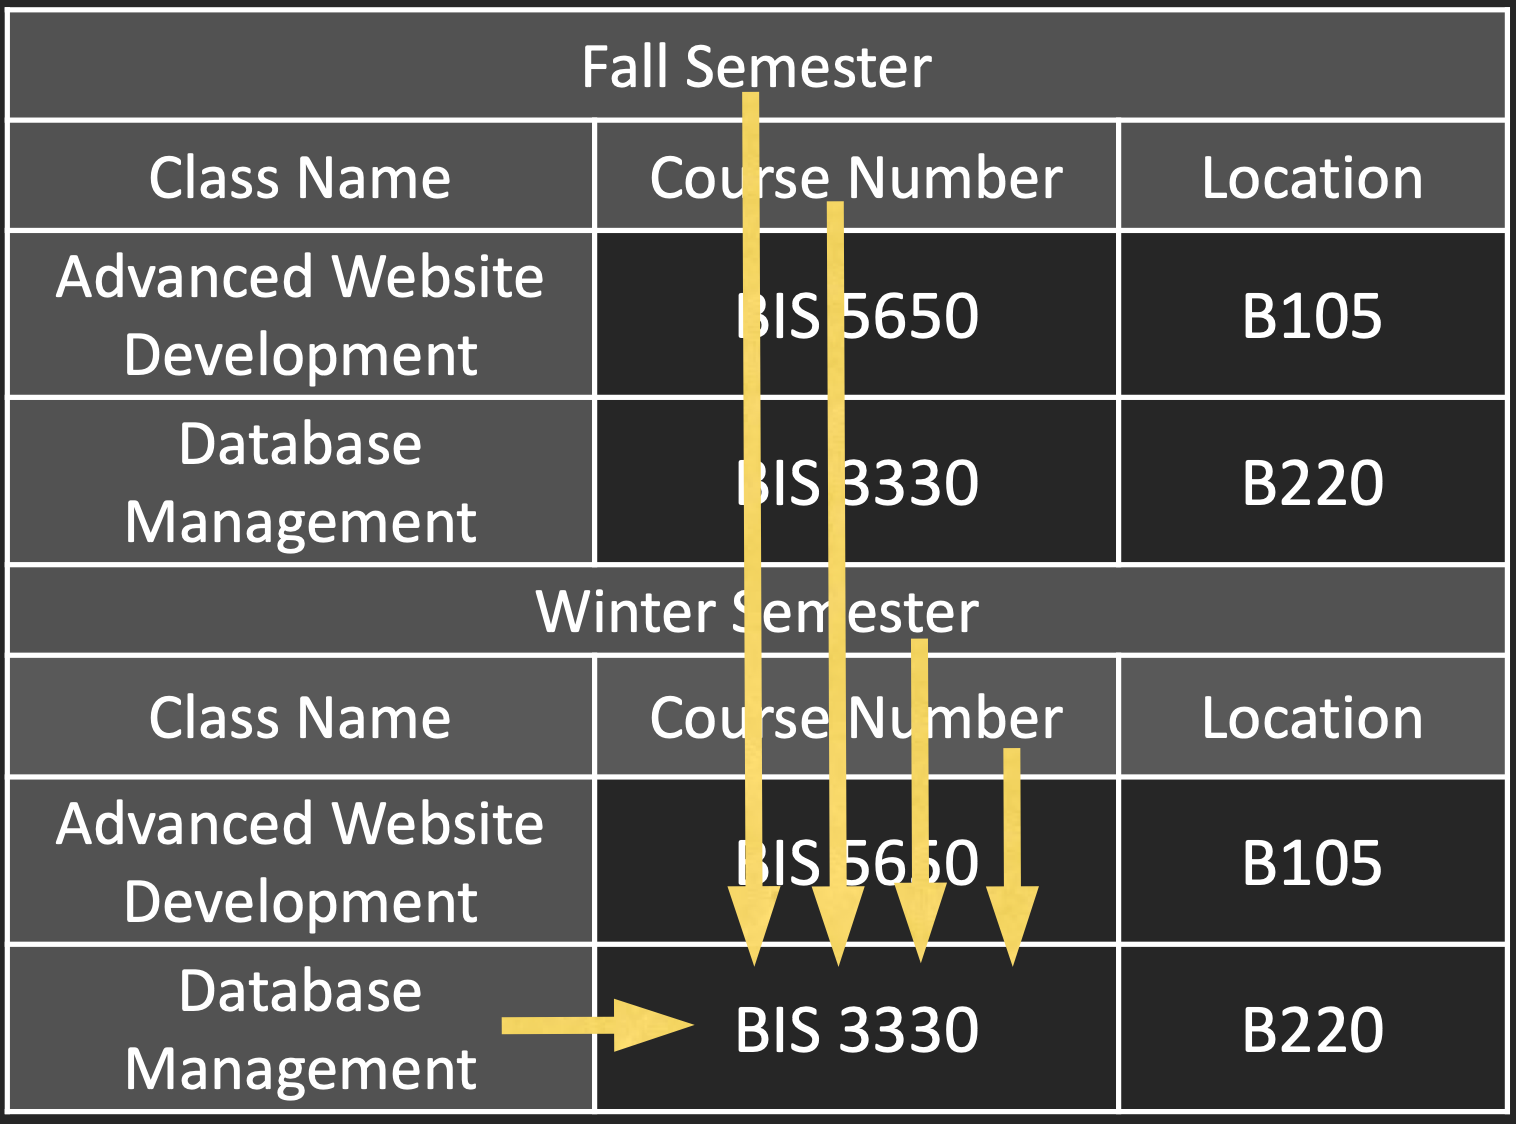 Fall Semester
Class Name Course Number Location
Advanced Website
Development
BIS 5650 B105
Database
Management
BIS 3330 B220
Winter Semester
Class Name Course Number Location
Advanced Website
Development
BIS 5650 B105
Database
Management
BIS 3330 B220